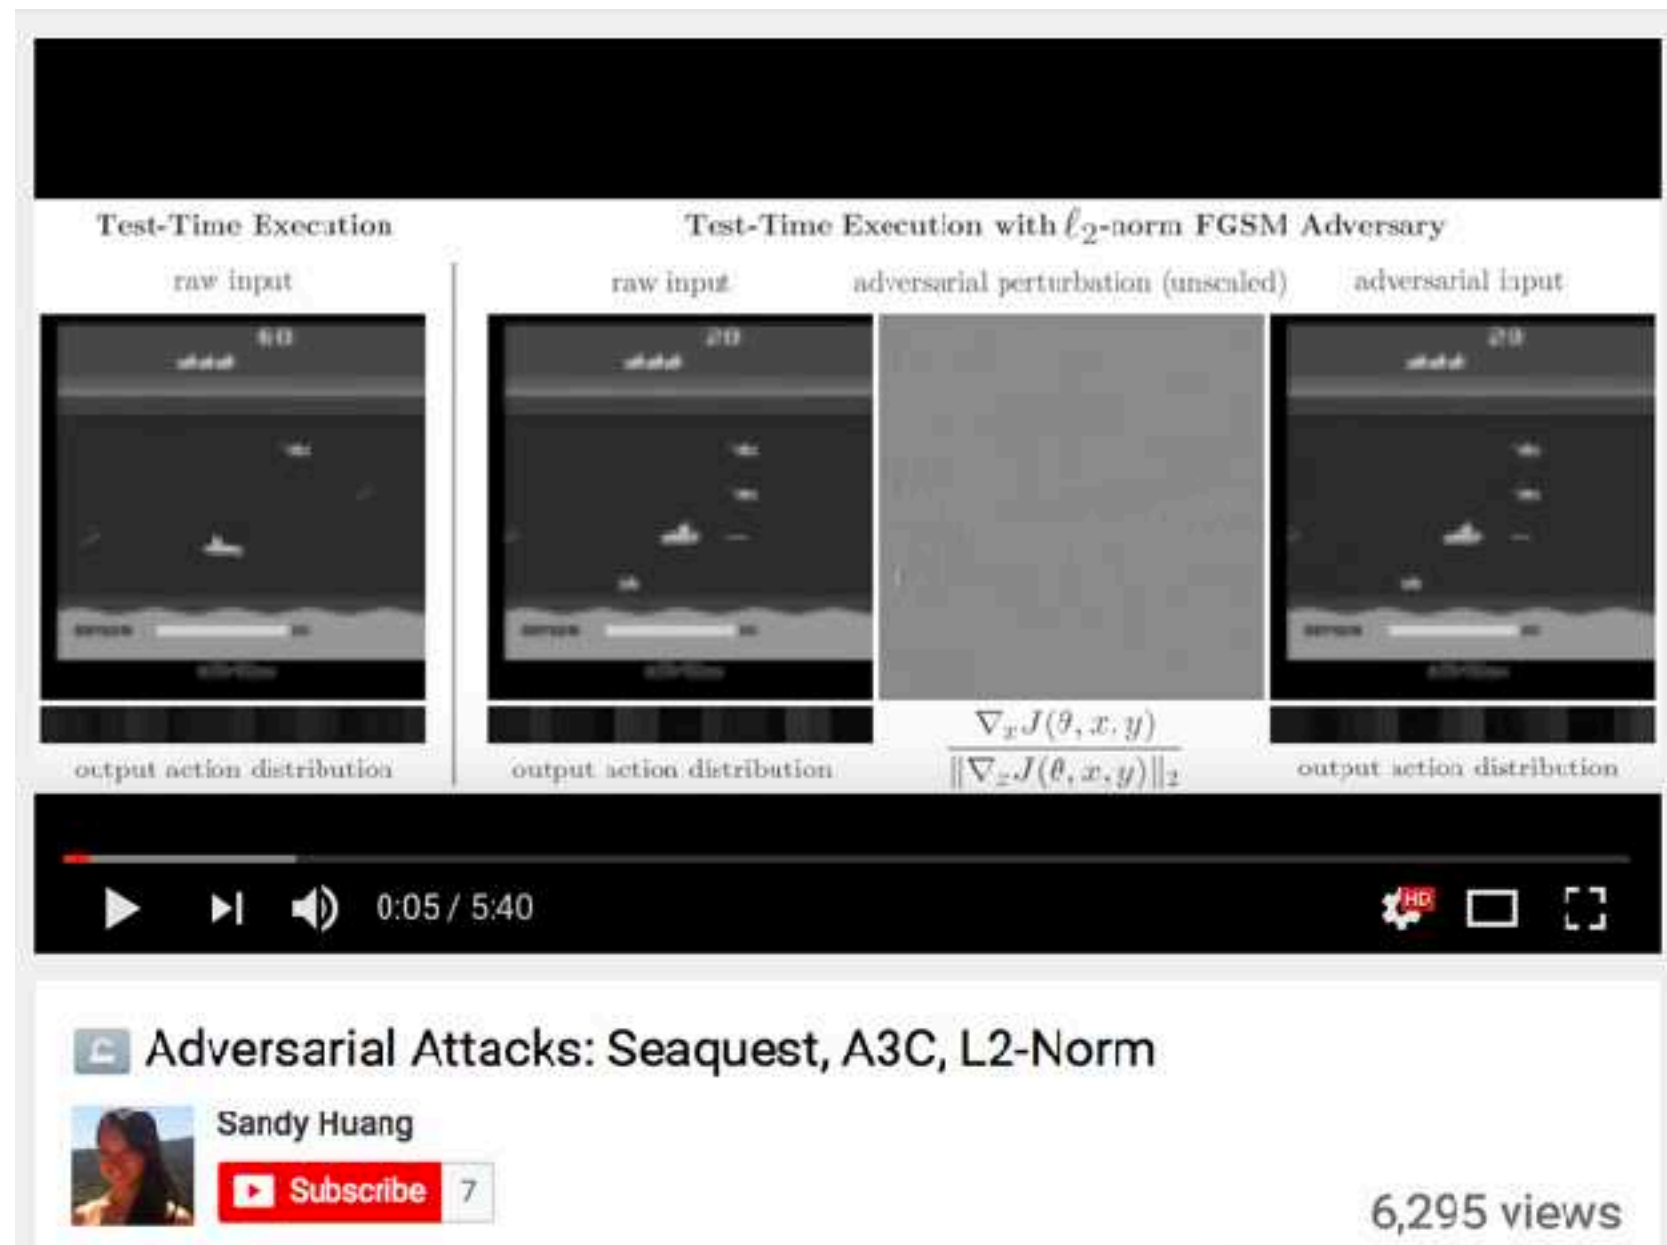 Test-Time Execution
Test-Time Execution with ℓ2-norm FGSM Adversary
raw input
raw input
adversarial perturbation (unscaled)
adversarial input
60
20
20
output action distribution
output action distribution
∇xJ(θ, x, y)
‖∇xJ(θ, x, y)‖2
output action distribution
0:05 / 5:40
HD
Adversarial Attacks: Seaquest, A3C, L2-Norm
Sandy Huang
Subscribe 7
6,295 views